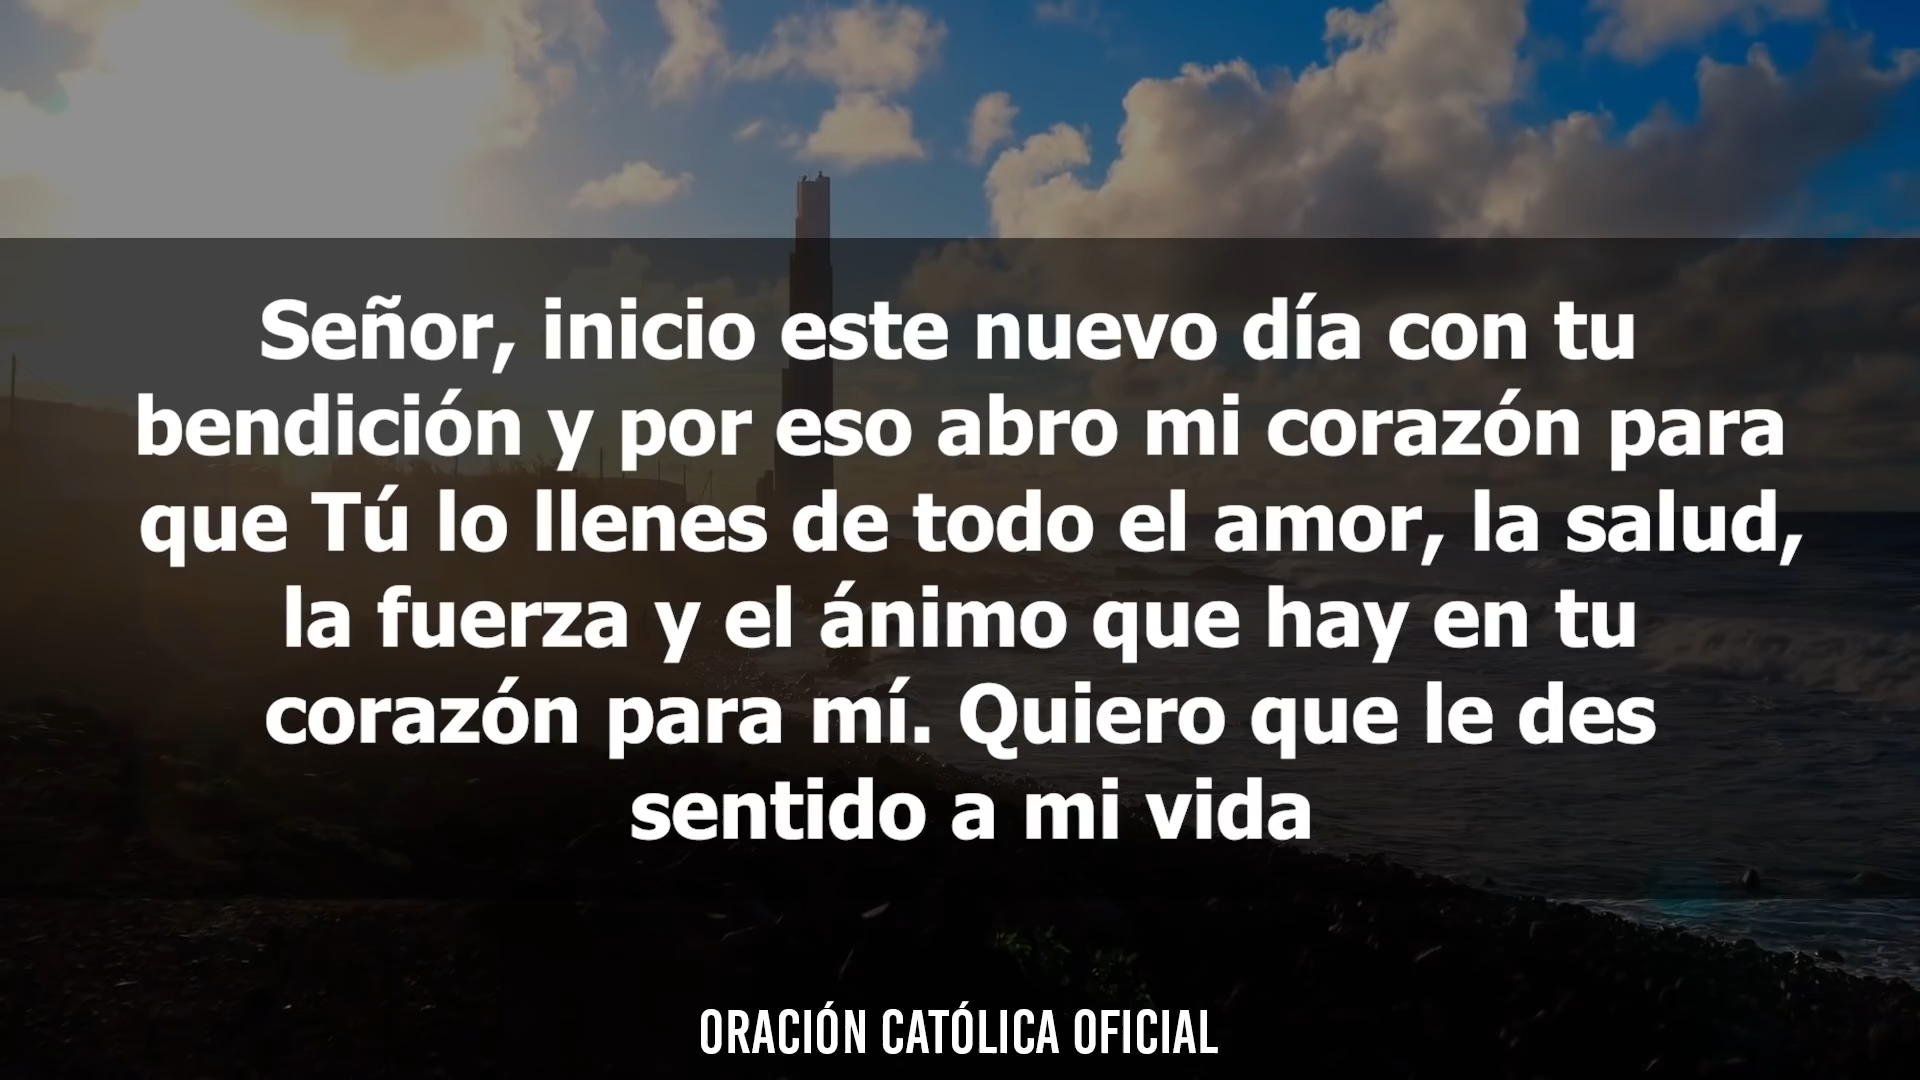 Señor, inicio este nuevo día con tu
bendición y por eso abro mi corazón para
que Tú lo llenes de todo el amor, la salud,
la fuerza y el ánimo que hay en tu
corazón para mí. Quiero que le des
sentido a mi vida
ORACIÓN CATÓLICA OFICIAL